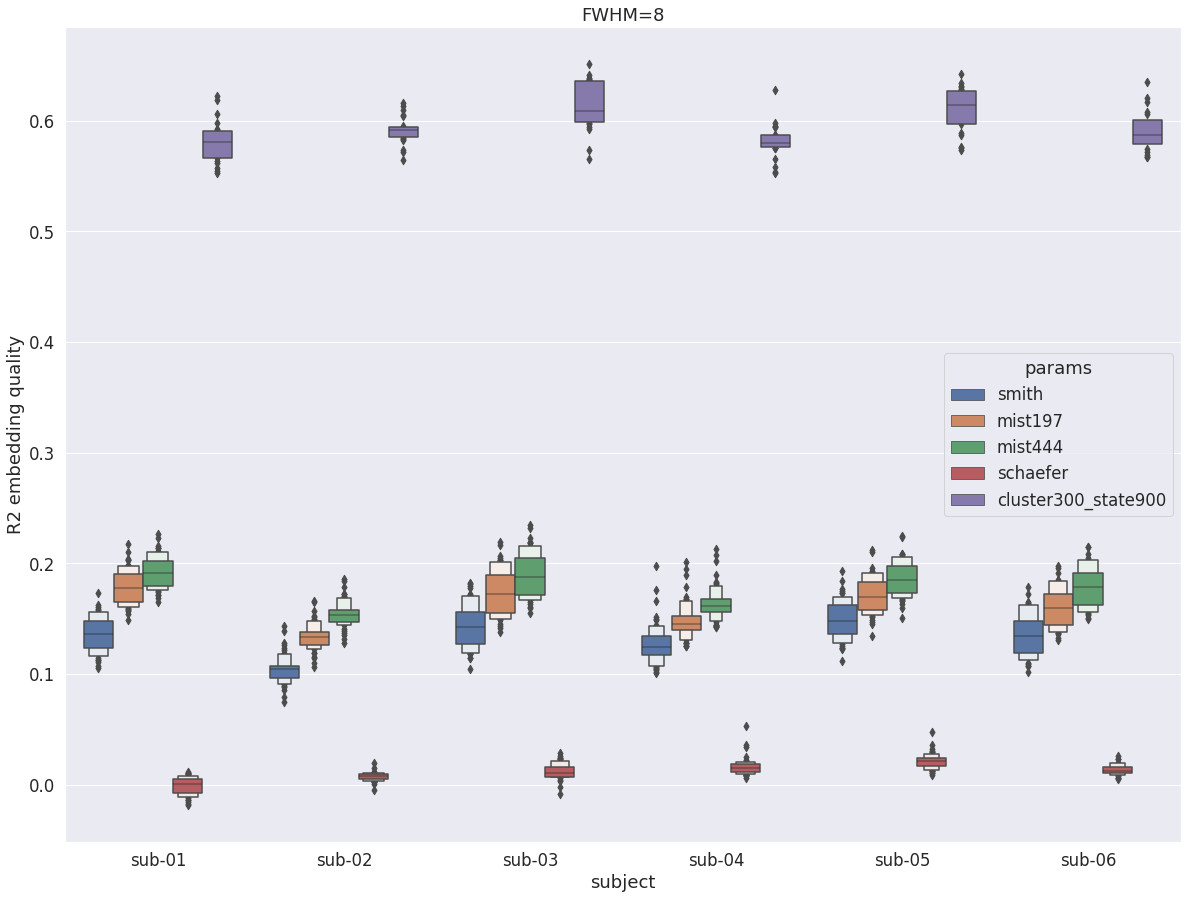 FWHM=8
R2 embedding quality
0.6
0.5
0.4
0.3
0.2
0.1
0.0
params
smith
mist197
mist444
schaefer
cluster300_state900
sub-01
sub-02
sub-03
sub-04
sub-05
sub-06
subject